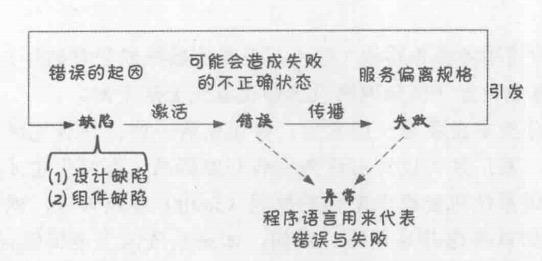 错误的起因
可能会造成失败
的不正确状态
服务偏离规格
引发
缺陷
激活
错误
传播
失败
(1) 设计缺陷
(2) 组件缺陷
异常
程序语言用来代表
错误与失败